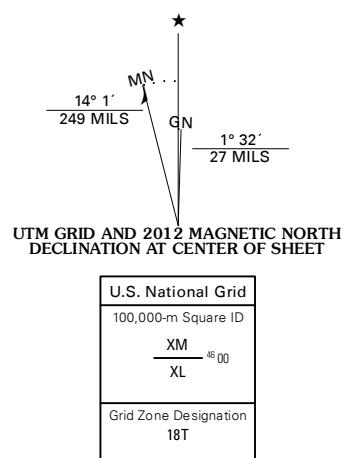 ★
MN
GN
14° 1´
249 MILS
1° 32´
27 MILS
UTM GRID AND 2012 MAGNETIC NORTH
DECLINATION AT CENTER OF SHEET
U.S. National Grid
100,000-m Square ID
XM
46 00
XL
Grid Zone Designation
18T